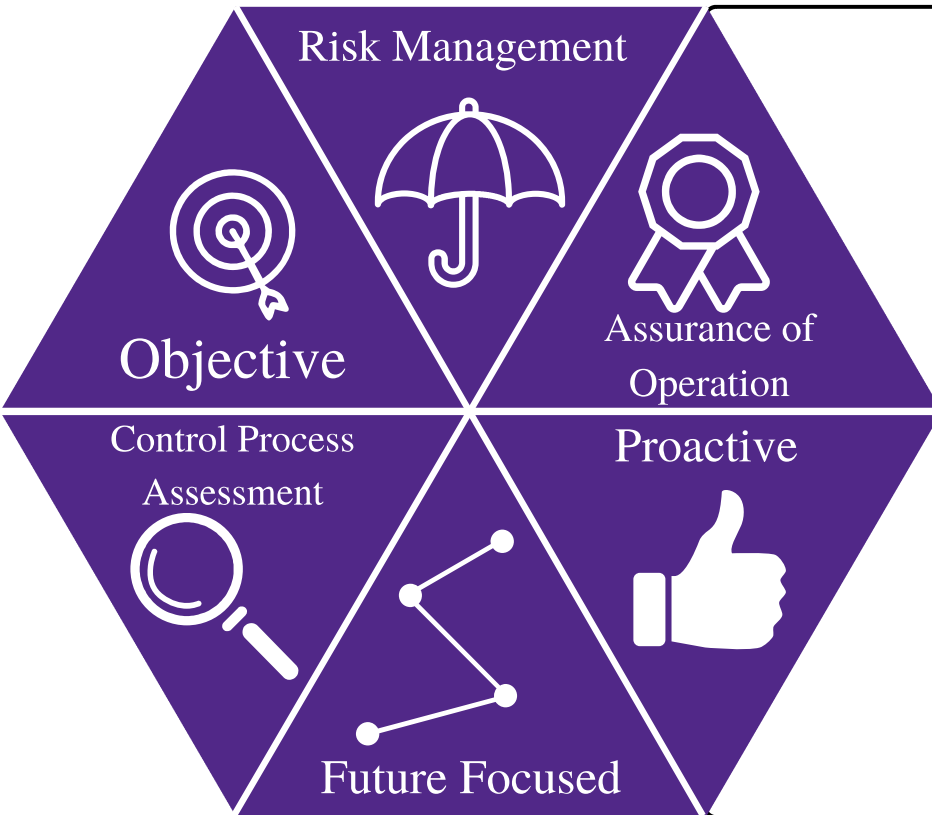 Risk Management
Objective
Assurance of
Operation
Control Process
Assessment
Proactive
Future Focused